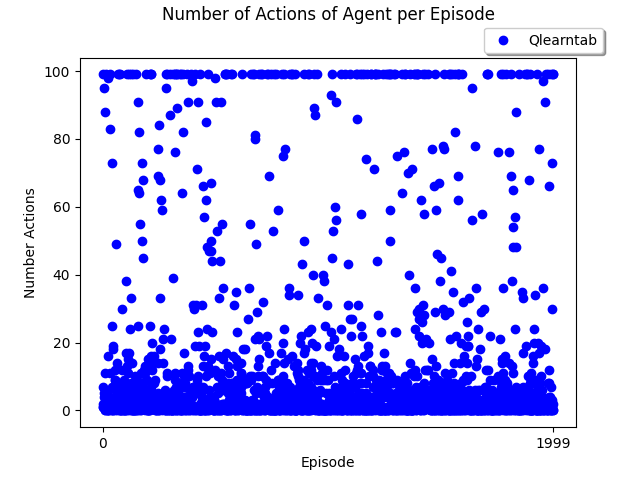 Number of Actions of Agent per Episode
Qlearntab
100
80
60
40
20
0
Number Actions
0
1999
Episode